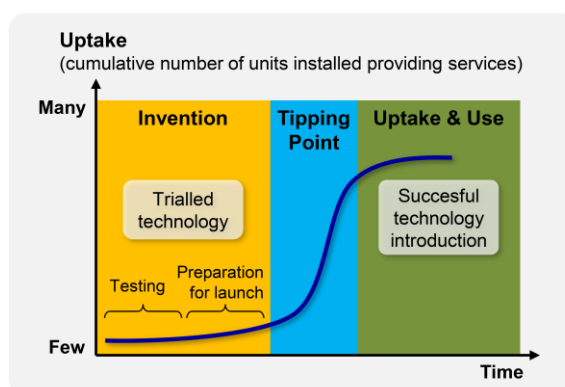 Uptake
(cumulative number of units installed providing services)
Many
Invention
Tipping
Point
Uptake & Use
Trialled
technology
Succesful
technology
introduction
Testing
Preparation
for launch
Few
Time